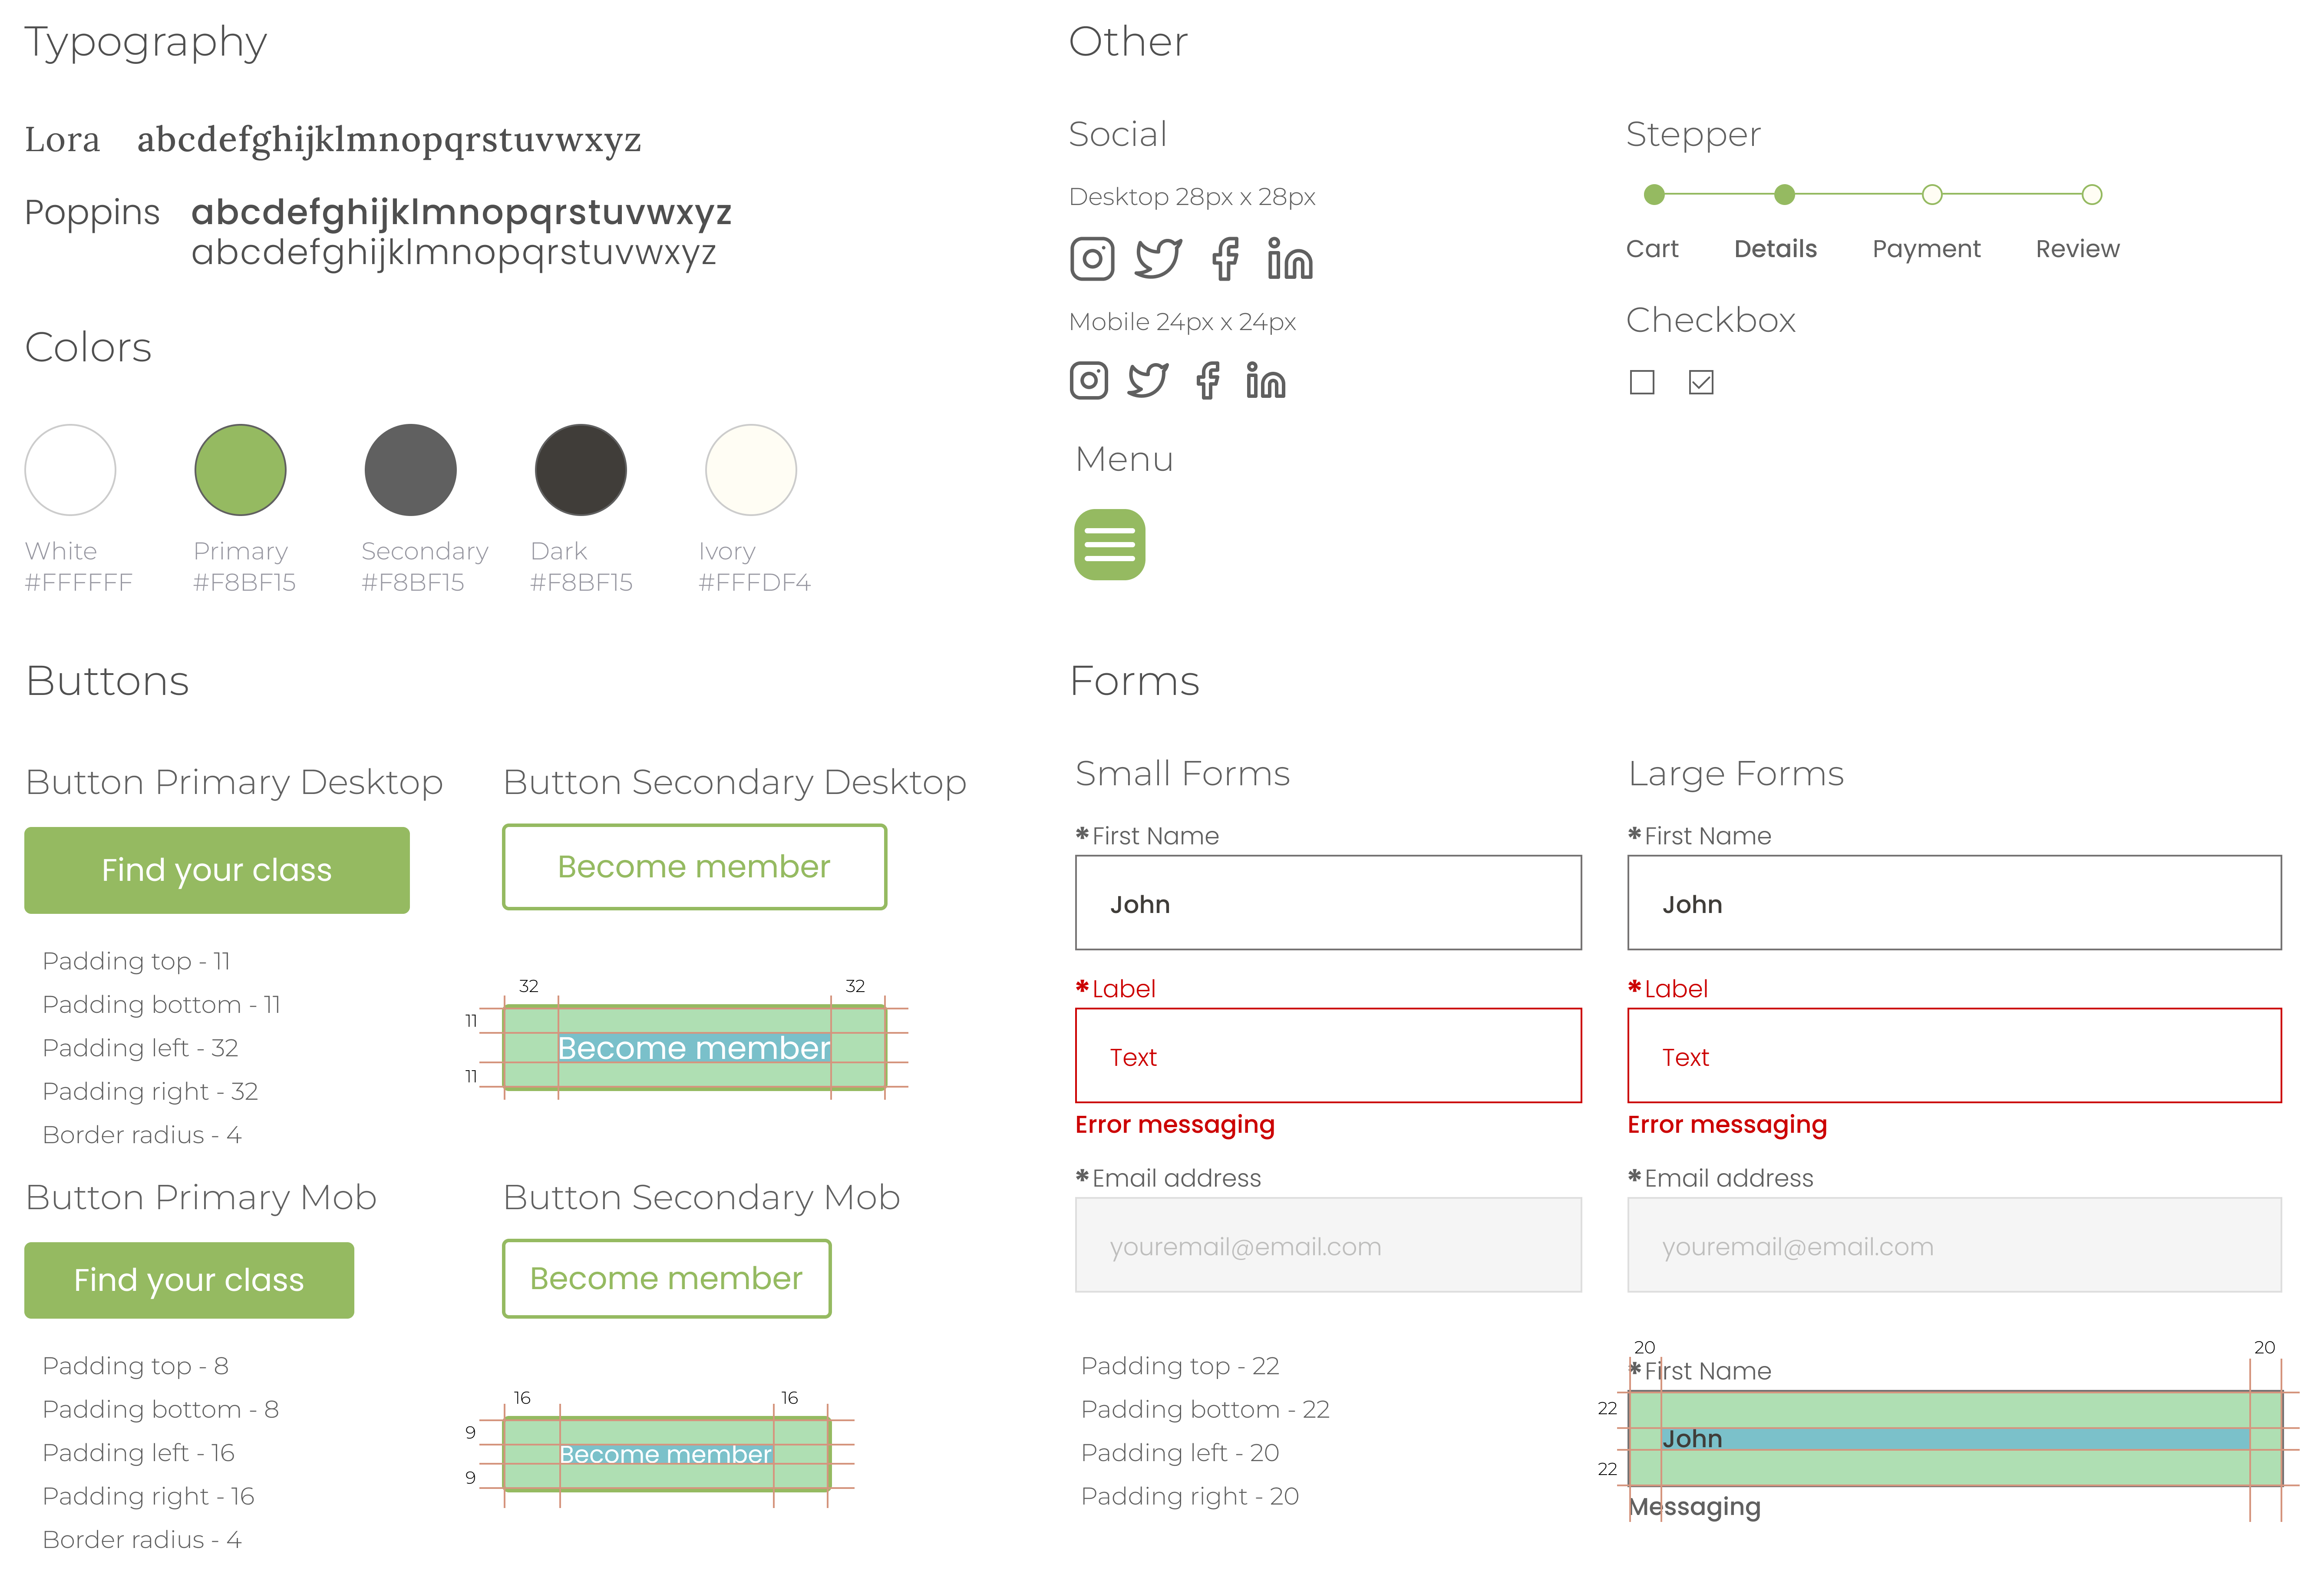 Typography
Lora abcdefghijklmnopqrstuvwxyz
Poppins abcdefghijklmnopqrstuvwxyz
abcdefghijklmnopqrstuvwxyz
Colors
White
#FFFFFF
Primary
#F8BF15
Secondary
#F8BF15
Dark
#F8BF15
Ivory
#FFFDF4
Other
Social
Desktop 28px x 28px
Mobile 24px x 24px
Menu
Stepper
Cart Details Payment Review
Checkbox
Buttons
Button Primary Desktop
Find your class
Padding top - 11
Padding bottom - 11
Padding left - 32
Padding right - 32
Border radius - 4
Button Secondary Desktop
Become member
32 32
11
Become member
11
Button Primary Mob
Find your class
Padding top - 8
Padding bottom - 8
Padding left - 16
Padding right - 16
Border radius - 4
Button Secondary Mob
Become member
16 16
9
Become member
9
Forms
Small Forms
*First Name
John
*Label
Text
Error messaging
*Email address
youremail@email.com
Padding top - 22
Padding bottom - 22
Padding left - 20
Padding right - 20
Large Forms
*First Name
John
*Label
Text
Error messaging
*Email address
youremail@email.com
20 20
*First Name
22
John
22
Messaging